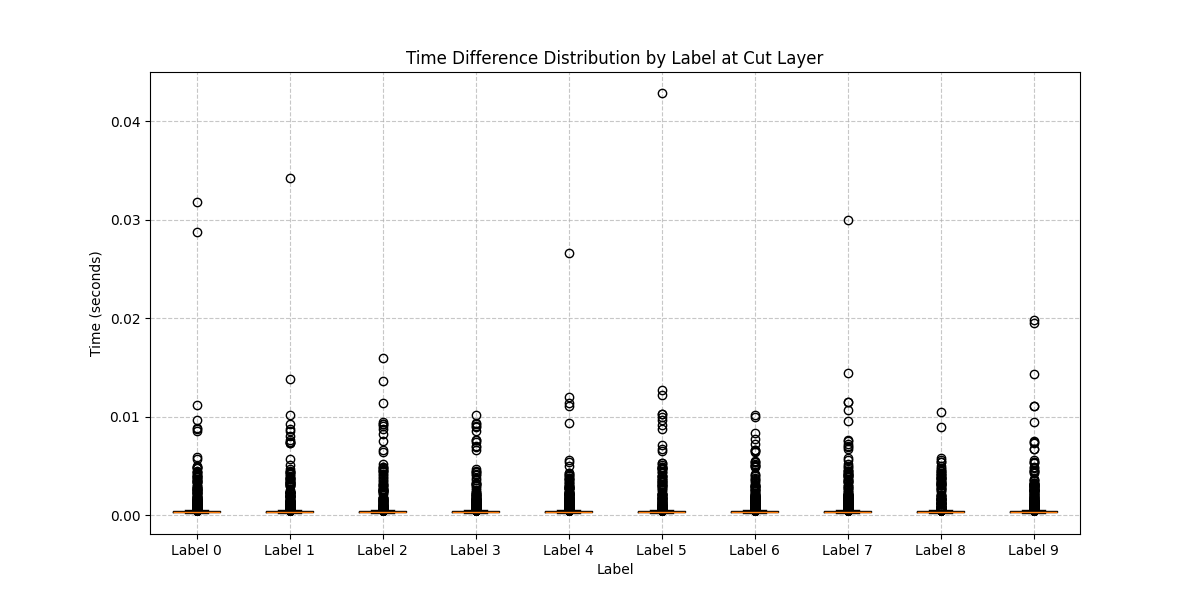 Time Difference Distribution by Label at Cut Layer
Time (seconds)
0.04
0.03
0.02
0.01
0.00
Label 0 Label 1 Label 2 Label 3 Label 4 Label 5 Label 6 Label 7 Label 8 Label 9
Label